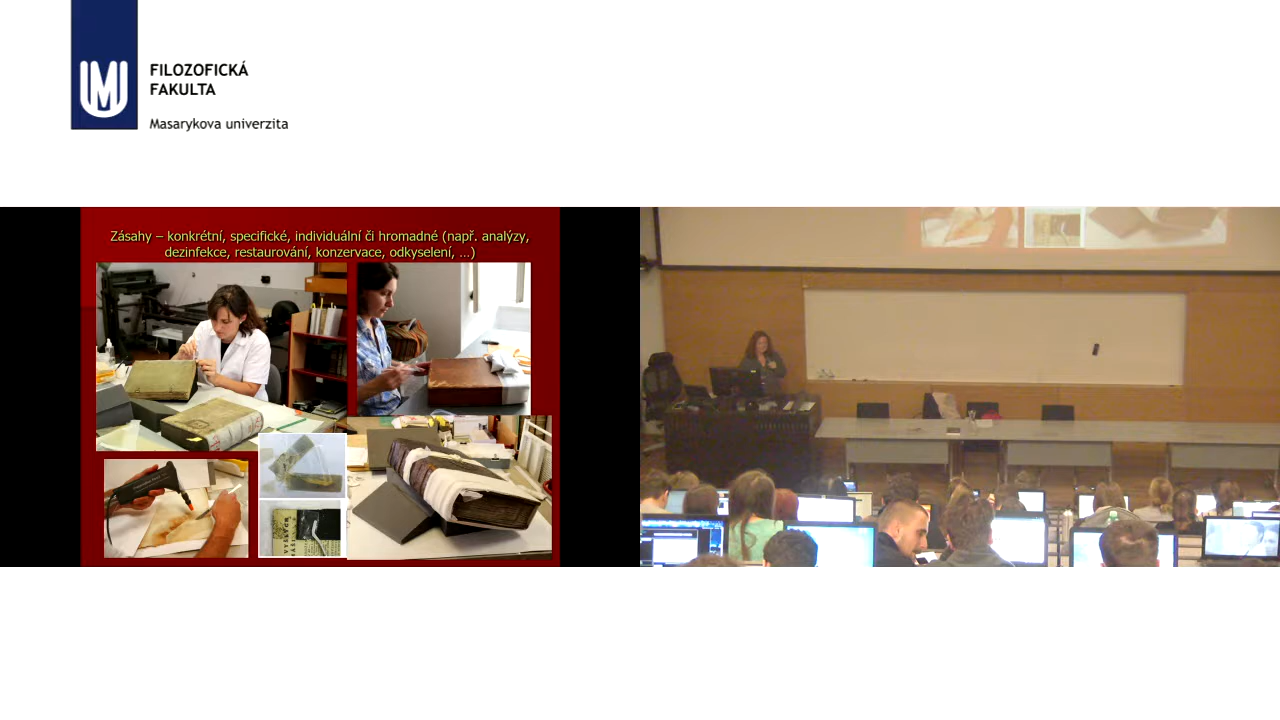 FILOZOFICKÁ
FAKULTA
Masarykova univerzita
Zásahy – konkrétní, specifické, individuální či hromadné (např. analýzy,
dezinfekce, restaurování, konzervace, odkyselení, ...)